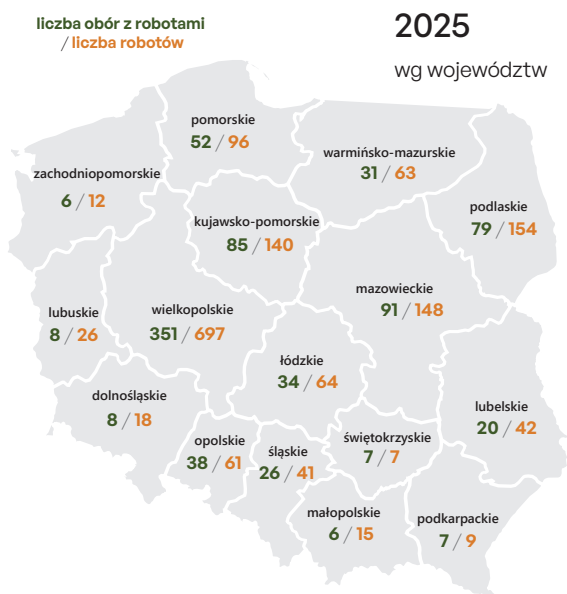 liczba obór z robotami
/ liczba robotów
2025
wg województw
pomorskie
52 / 96
warmińsko-mazurskie
31 / 63
zachodniopomorskie
6 / 12
podlaskie
79 / 154
kujawsko-pomorskie
85 / 140
mazowieckie
91 / 148
lubuskie
8 / 26
wielkopolskie
351 / 697
łódzkie
34 / 64
dolnośląskie
8 / 18
lubelskie
20 / 42
opolskie
38 / 61
śląskie
26 / 41
świętokrzyskie
7 / 7
małopolskie
6 / 15
podkarpackie
7 / 9